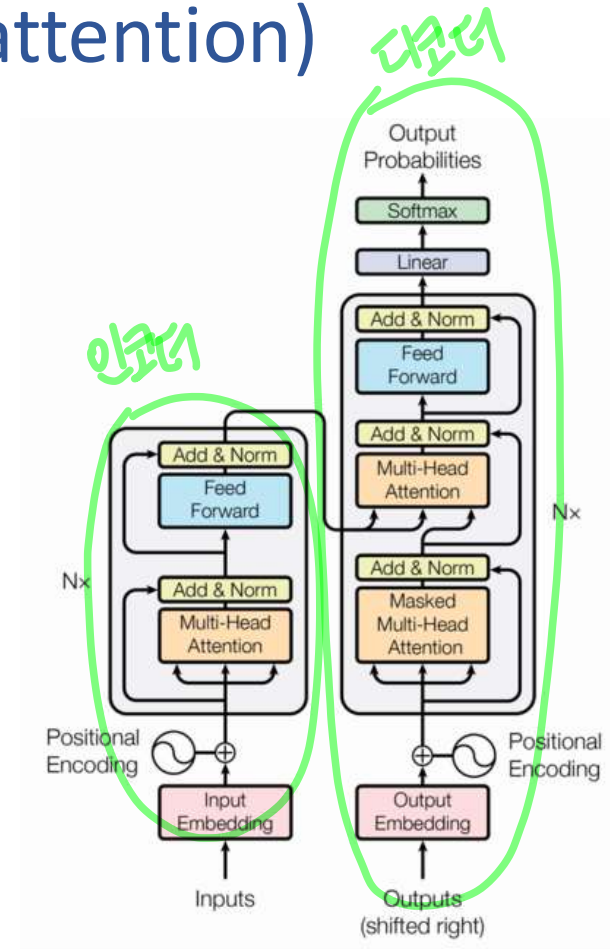 attention)
디코더
Output
Probabilities
Softmax
Linear
Add & Norm
Feed
Forward
Add & Norm
Multi-Head
Attention
Nx
Add & Norm
Masked
Multi-Head
Attention
Positional
Encoding
Output
Embedding
Outputs
(shifted right)
인코더
Add & Norm
Feed
Forward
Nx
Add & Norm
Multi-Head
Attention
Positional
Encoding
Input
Embedding
Inputs